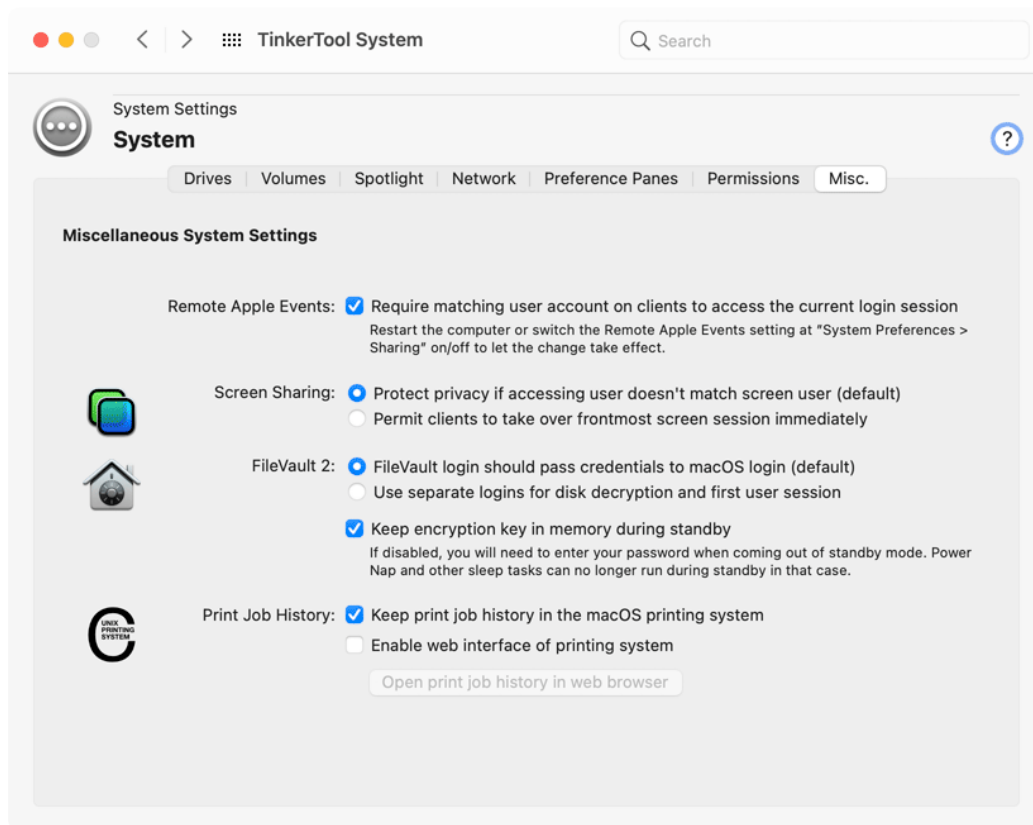 TinkerTool System
Search
System Settings
System
?
Drives
Volumes
Spotlight
Network
Preference Panes
Permissions
Misc.
Miscellaneous System Settings
Remote Apple Events:
Require matching user account on clients to access the current login session
Restart the computer or switch the Remote Apple Events setting at "System Preferences >
Sharing" on/off to let the change take effect.
Screen Sharing:
Protect privacy if accessing user doesn't match screen user (default)
Permit clients to take over frontmost screen session immediately
FileVault 2:
FileVault login should pass credentials to macOS login (default)
Use separate logins for disk decryption and first user session
Keep encryption key in memory during standby
If disabled, you will need to enter your password when coming out of standby mode. Power
Nap and other sleep tasks can no longer run during standby in that case.
UNIX
PRINTING
SYSTEM
Print Job History:
Keep print job history in the macOS printing system
Enable web interface of printing system
Open print job history in web browser